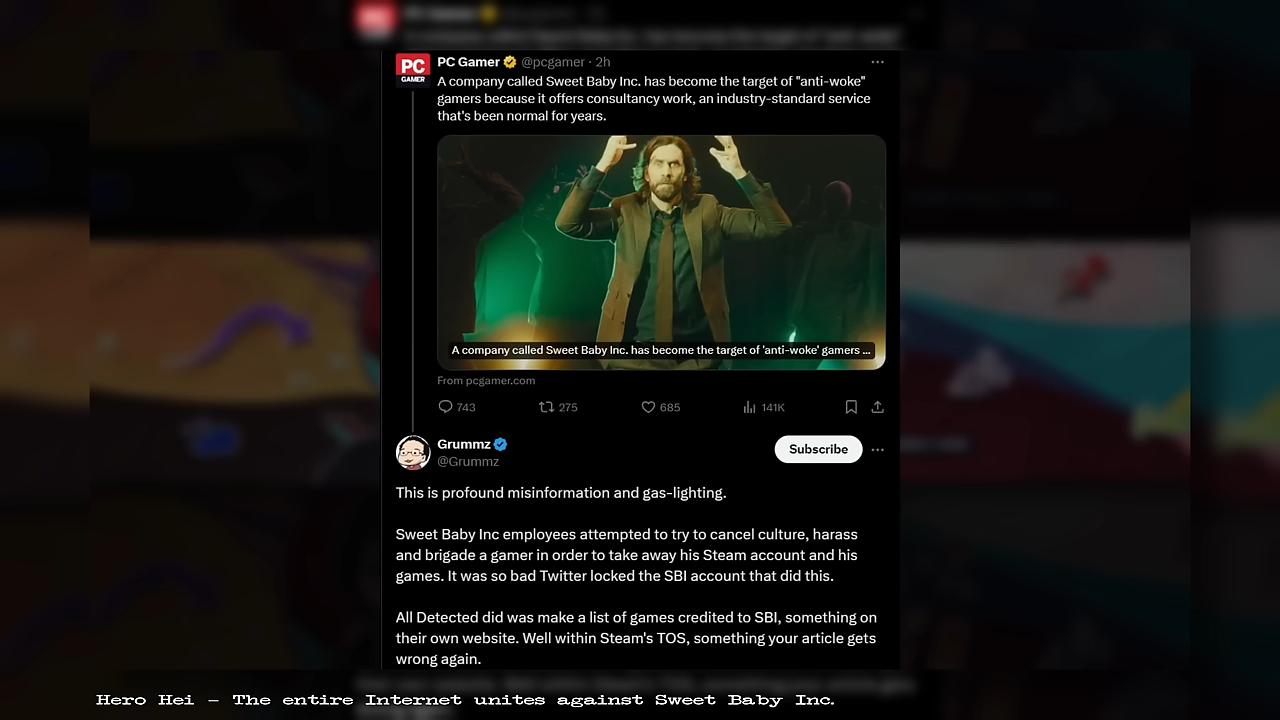 PC Gamer @pcgamer · 2h
PC
GAMER
A company called Sweet Baby Inc. has become the target of "anti-woke"
gamers because it offers consultancy work, an industry-standard service
that's been normal for years.
A company called Sweet Baby Inc. has become the target of 'anti-woke' gamers ...
From pcgamer.com
743 275 685 141K
Grummz
@Grummz
Subscribe
This is profound misinformation and gas-lighting.
Sweet Baby Inc employees attempted to try to cancel culture, harass
and brigade a gamer in order to take away his Steam account and his
games. It was so bad Twitter locked the SBI account that did this.
All Detected did was make a list of games credited to SBI, something on
their own website. Well within Steam's TOS, something your article gets
wrong again.
Hero Hei – The entire Internet unites against Sweet Baby Inc.